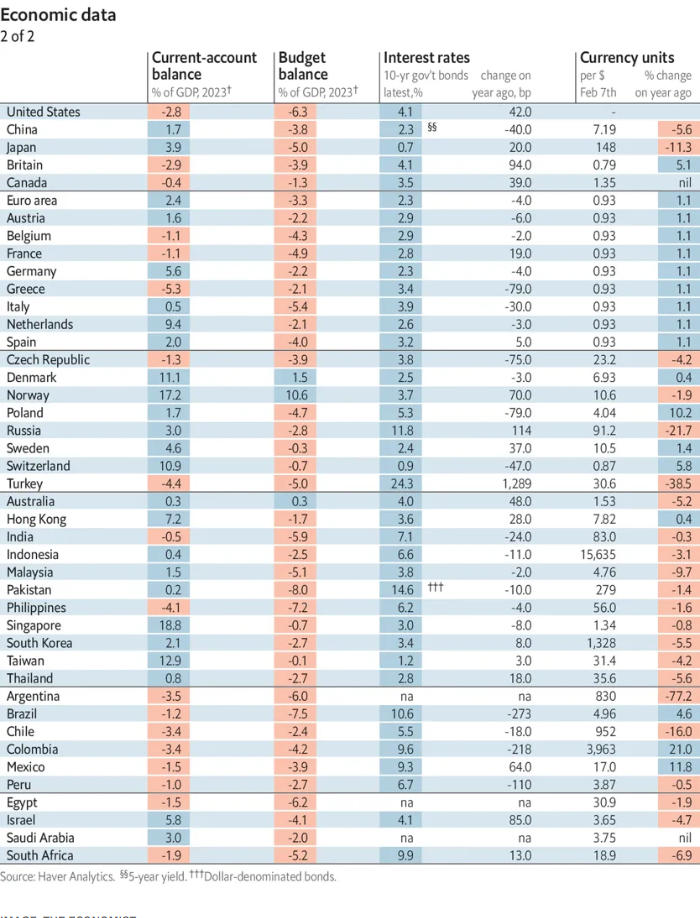 Economic data
2 of 2
Current-account balance % of GDP, 2023† Budget balance % of GDP, 2023† Interest rates 10-yr gov't bonds latest,% change on year ago, bp Currency units per $ Feb 7th % change on year ago
United States -2.8 -6.3 4.1 42.0 -
China 1.7 -3.8 2.3 §§ -40.0 7.19 -5.6
Japan 3.9 -5.0 0.7 20.0 148 -11.3
Britain -2.9 -3.9 4.1 94.0 0.79 5.1
Canada -0.4 -1.3 3.5 39.0 1.35 nil
Euro area 2.4 -3.3 2.3 -4.0 0.93 1.1
Austria 1.6 -2.2 2.9 -6.0 0.93 1.1
Belgium -1.1 -4.3 2.9 -2.0 0.93 1.1
France -1.1 -4.9 2.8 19.0 0.93 1.1
Germany 5.6 -2.2 2.3 -4.0 0.93 1.1
Greece -5.3 -2.1 3.4 -79.0 0.93 1.1
Italy 0.5 -5.4 3.9 -30.0 0.93 1.1
Netherlands 9.4 -2.1 2.6 -3.0 0.93 1.1
Spain 2.0 -4.0 3.2 5.0 0.93 1.1
Czech Republic -1.3 -3.9 3.8 -75.0 23.2 -4.2
Denmark 11.1 1.5 2.5 -3.0 6.93 0.4
Norway 17.2 10.6 3.7 70.0 10.6 -1.9
Poland 1.7 -4.7 5.3 -79.0 4.04 10.2
Russia 3.0 -2.8 11.8 114 91.2 -21.7
Sweden 4.6 -0.3 2.4 37.0 10.5 1.4
Switzerland 10.9 -0.7 0.9 -47.0 0.87 5.8
Turkey -4.4 -5.0 24.3 1,289 30.6 -38.5
Australia 0.3 0.3 4.0 48.0 1.53 -5.2
Hong Kong 7.2 -1.7 3.6 28.0 7.82 0.4
India -0.5 -5.9 7.1 -24.0 83.0 -0.3
Indonesia 0.4 -2.5 6.6 -11.0 15,635 -3.1
Malaysia 1.5 -5.1 3.8 -2.0 4.76 -9.7
Pakistan 0.2 -8.0 14.6 ††† -10.0 279 -1.4
Philippines -4.1 -7.2 6.2 -4.0 56.0 -1.6
Singapore 18.8 -0.7 3.0 -8.0 1.34 -0.8
South Korea 2.1 -2.7 3.4 8.0 1,328 -5.5
Taiwan 12.9 -0.1 1.2 3.0 31.4 -4.2
Thailand 0.8 -2.7 2.8 18.0 35.6 -5.6
Argentina -3.5 -6.0 na na 830 -77.2
Brazil -1.2 -7.5 10.6 -273 4.96 4.6
Chile -3.4 -2.4 5.5 -18.0 952 -16.0
Colombia -3.4 -4.2 9.6 -218 3,963 21.0
Mexico -1.5 -3.9 9.3 64.0 17.0 11.8
Peru -1.0 -2.7 6.7 -110 3.87 -0.5
Egypt -1.5 -6.2 na na 30.9 -1.9
Israel 5.8 -4.1 4.1 85.0 3.65 -4.7
Saudi Arabia 3.0 -2.0 na na 3.75 nil
South Africa -1.9 -5.2 9.9 13.0 18.9 -6.9
Source: Haver Analytics. §§5-year yield. †††Dollar-denominated bonds.
IMAGE: THE ECONOMIST